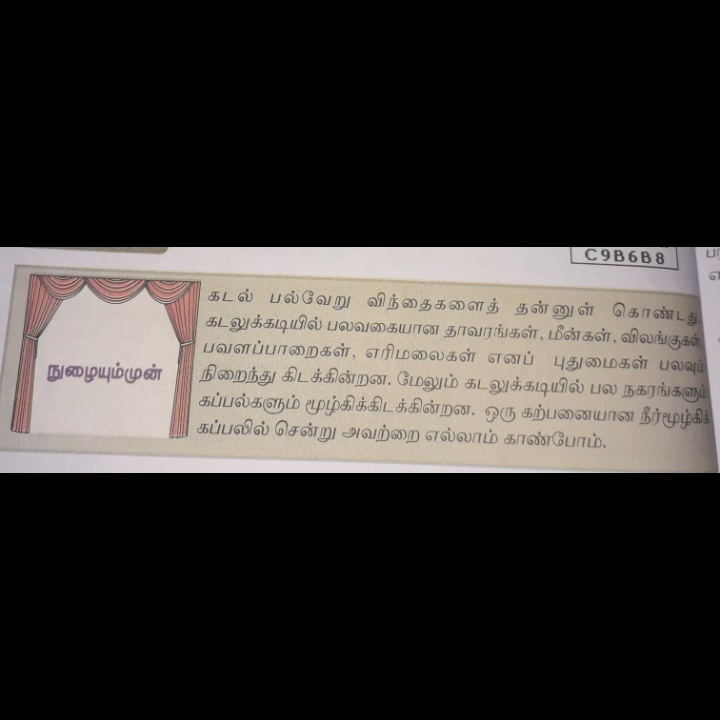 C9B6B8
நுழையும்முன்
கடல் பல்வேறு விந்தைகளைத் தன்னுள் கொண்டது.
கடலுக்கடியில் பலவகையான தாவரங்கள், மீன்கள், விலங்குகள்
பவளப்பாறைகள், எரிமலைகள் எனப் புதுமைகள் பலவும்
நிறைந்து கிடக்கின்றன. மேலும் கடலுக்கடியில் பல நகரங்களும்
கப்பல்களும் மூழ்கிக்கிடக்கின்றன. ஒரு கற்பனையான நீர்மூழ்கிக்
கப்பலில் சென்று அவற்றை எல்லாம் காண்போம்.